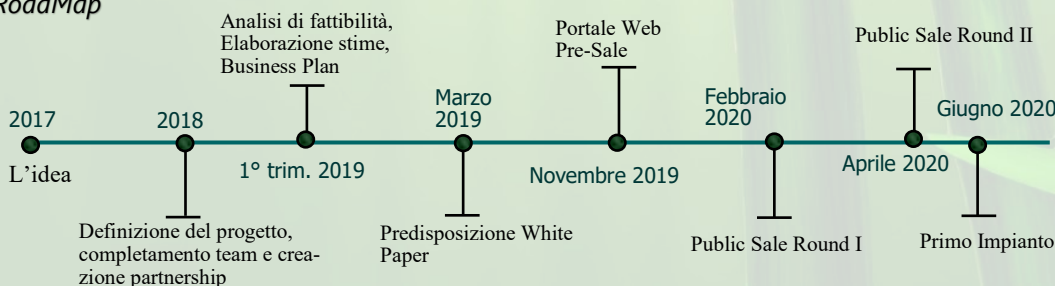 RoadMap
2017
L'idea
2018
Definizione del progetto,
completamento team e crea-
zione partnership
Analisi di fattibilità,
Elaborazione stime,
Business Plan
1° trim. 2019
Marzo
2019
Predisposizione White
Paper
Portale Web
Pre-Sale
Novembre 2019
Febbraio
2020
Public Sale Round I
Public Sale Round II
Aprile 2020
Giugno 2020
Primo Impianto